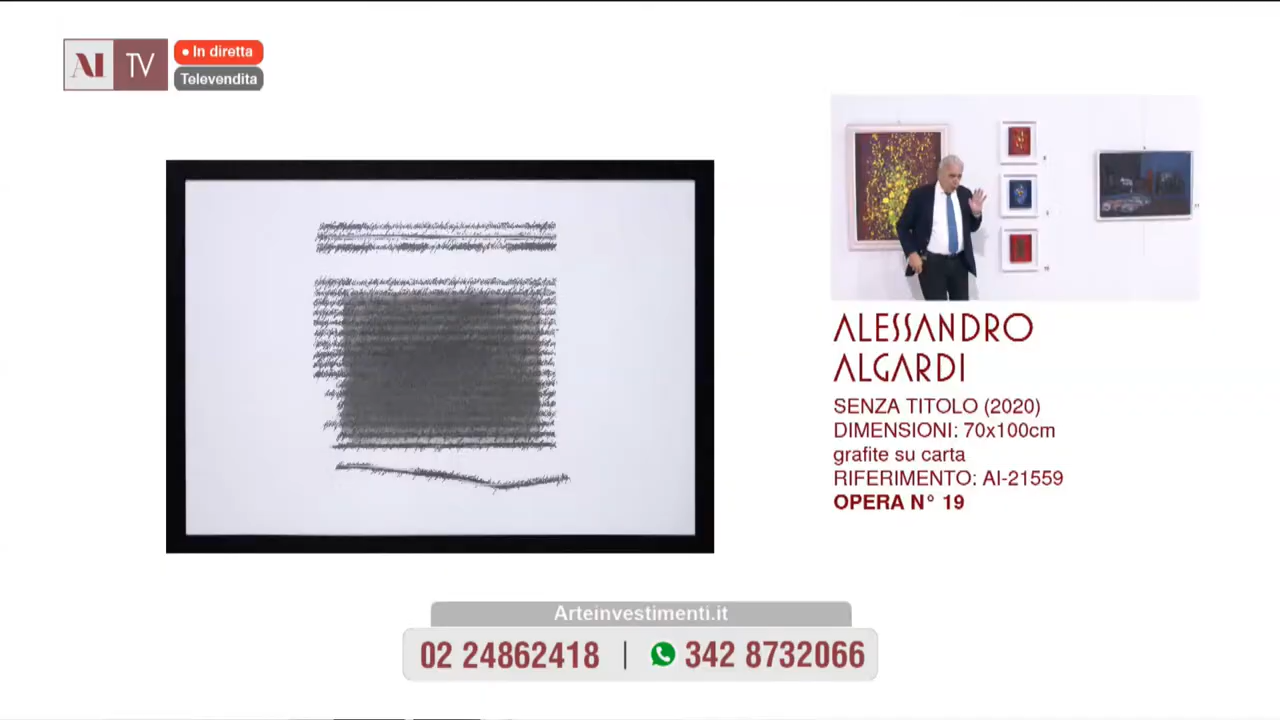 AI TV
• In diretta
Televendita
ALESSANDRO
ALGARDI
SENZA TITOLO (2020)
DIMENSIONI: 70x100cm
grafite su carta
RIFERIMENTO: AI-21559
OPERA N° 19
Arteinvestimenti.it
02 24862418 | 342 8732066